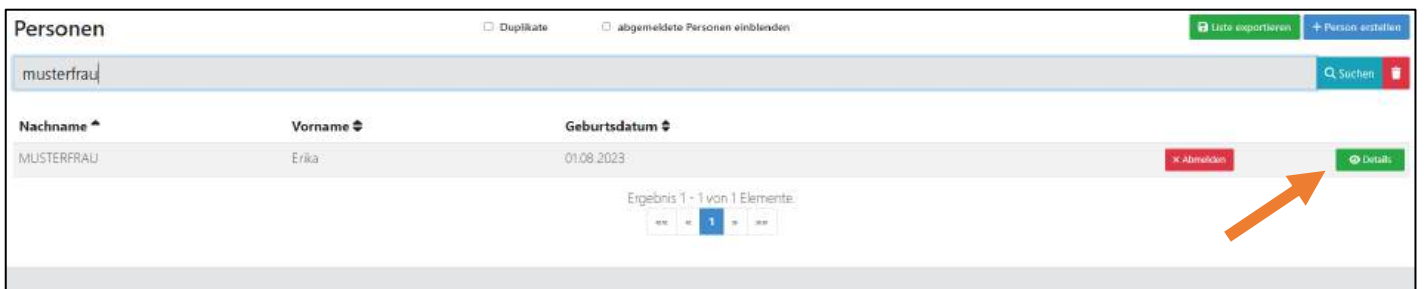 Personen Duplikate abgemeldete Personen einblenden Liste exportieren + Person erstellen
musterfrau Suchen
Nachname Vorname Geburtsdatum
MUSTERFRAU Erika 01.08.2023 × Abmelden Details
Ergebnis 1 - 1 von 1 Elemente.
«« « 1 » »»